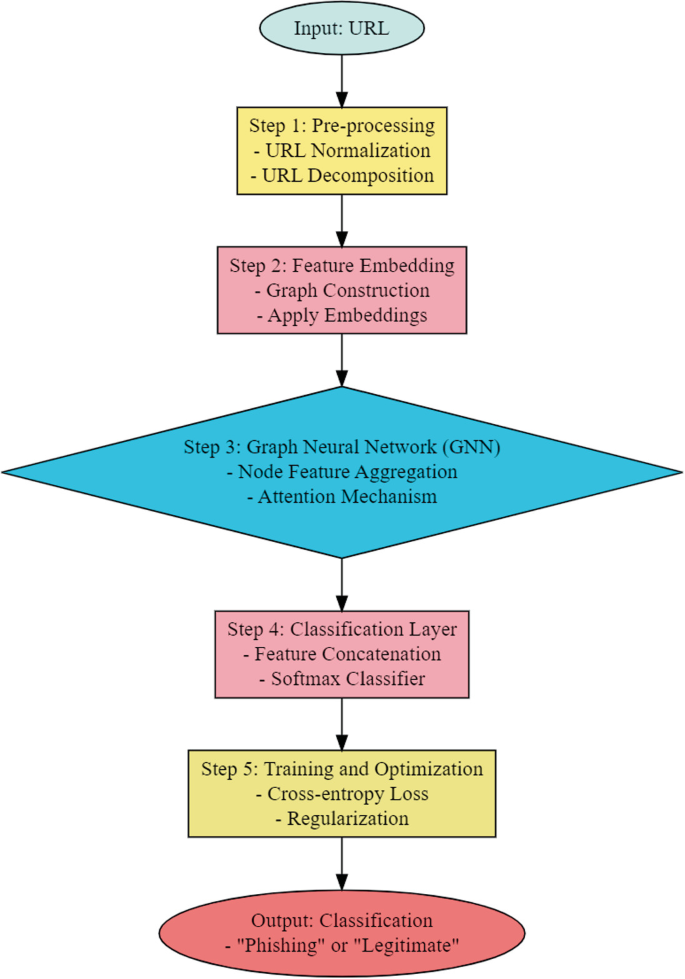 Input: URL
Step 1: Pre-processing
- URL Normalization
- URL Decomposition
Step 2: Feature Embedding
- Graph Construction
- Apply Embeddings
Step 3: Graph Neural Network (GNN)
- Node Feature Aggregation
- Attention Mechanism
Step 4: Classification Layer
- Feature Concatenation
- Softmax Classifier
Step 5: Training and Optimization
- Cross-entropy Loss
- Regularization
Output: Classification
- "Phishing" or "Legitimate"